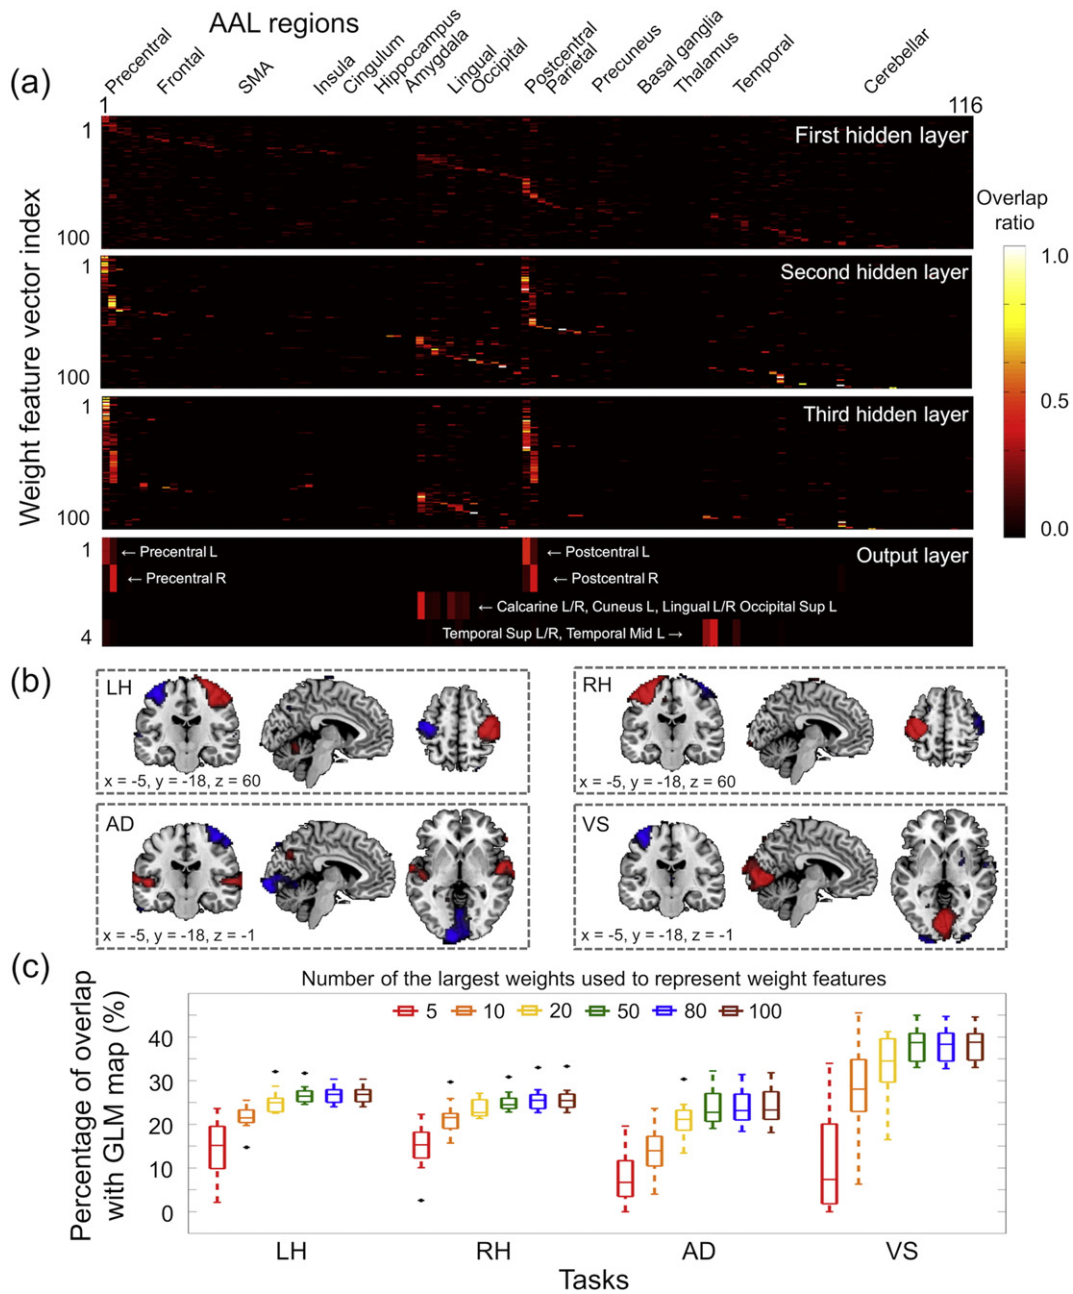 AAL regions
(a)
Precentral
Frontal
SMA
Insula
Cingulum
Hippocampus
Amygdala
Lingual
Occipital
Postcentral
Parietal
Precuneus
Basal ganglia
Thalamus
Temporal
Cerebellar
1
116
Weight feature vector index
1
100
First hidden layer
1
100
Second hidden layer
1
100
Third hidden layer
1
4
Output layer
← Precentral L
← Postcentral L
← Precentral R
← Postcentral R
← Calcarine L/R, Cuneus L, Lingual L/R Occipital Sup L
Temporal Sup L/R, Temporal Mid L →
Overlap
ratio
1.0
0.5
0.0
(b)
LH
x = -5, y = -18, z = 60
RH
x = -5, y = -18, z = 60
AD
x = -5, y = -18, z = -1
VS
x = -5, y = -18, z = -1
(c)
Number of the largest weights used to represent weight features
5 10 20 50 80 100
Percentage of overlap
with GLM map (%)
40
30
20
10
0
LH RH AD VS
Tasks